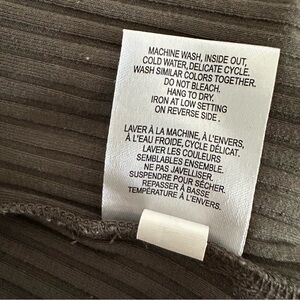 MACHINE WASH, INSIDE OUT,
COLD WATER, DELICATE CYCLE.
WASH SIMILAR COLORS TOGETHER.
DO NOT BLEACH.
HANG TO DRY.
IRON AT LOW SETTING
ON REVERSE SIDE .
LAVER À LA MACHINE, À L'ENVERS,
À L'EAU FROIDE, CYCLE DÉLICAT.
LAVER LES COULEURS
SEMBLABLES ENSEMBLE.
NE PAS JAVELLISER.
SUSPENDRE POUR SÉCHER.
REPASSER À BASSE
TEMPÉRATURE À L'ENVERS.